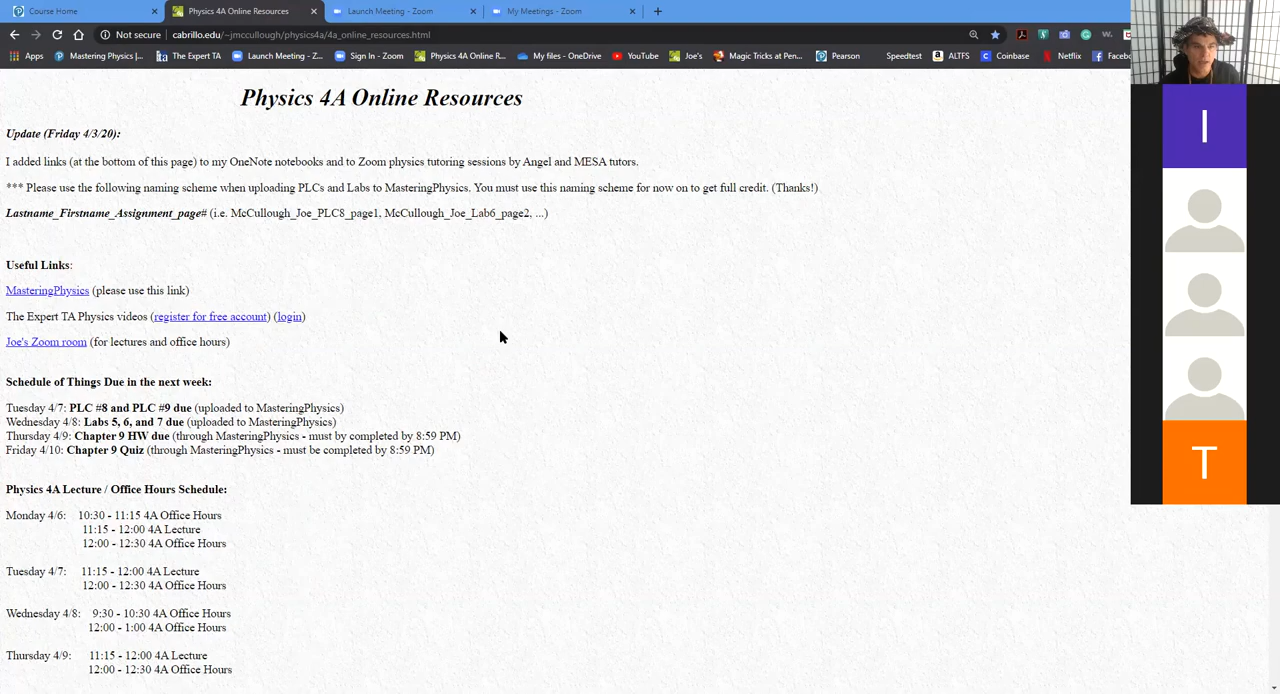 Course Home
Physics 4A Online Resources
Launch Meeting - Zoom
My Meetings - Zoom
Not secure
cabrillo.edu/~jmccullough/physics4a/4a_online_resources.html
Apps
Mastering Physics |...
The Expert TA
Launch Meeting - Z...
Sign In - Zoom
Physics 4A Online R...
My files - OneDrive
YouTube
Joe's
Magic Tricks at Pen...
Pearson
Speedtest
ALTFS
Coinbase
Netflix
Facebo
Physics 4A Online Resources
Update (Friday 4/3/20):
I added links (at the bottom of this page) to my OneNote notebooks and to Zoom physics tutoring sessions by Angel and MESA tutors.
*** Please use the following naming scheme when uploading PLCs and Labs to MasteringPhysics. You must use this naming scheme for now on to get full credit. (Thanks!)
Lastname_Firstname_Assignment_page# (i.e. McCullough_Joe_PLC8_page1, McCullough_Joe_Lab6_page2, ...)
Useful Links:
MasteringPhysics (please use this link)
The Expert TA Physics videos (register for free account) (login)
Joe's Zoom room (for lectures and office hours)
Schedule of Things Due in the next week:
Tuesday 4/7: PLC #8 and PLC #9 due (uploaded to MasteringPhysics)
Wednesday 4/8: Labs 5, 6, and 7 due (uploaded to MasteringPhysics)
Thursday 4/9: Chapter 9 HW due (through MasteringPhysics - must by completed by 8:59 PM)
Friday 4/10: Chapter 9 Quiz (through MasteringPhysics - must be completed by 8:59 PM)
Physics 4A Lecture / Office Hours Schedule:
Monday 4/6: 10:30 - 11:15 4A Office Hours
11:15 - 12:00 4A Lecture
12:00 - 12:30 4A Office Hours
Tuesday 4/7: 11:15 - 12:00 4A Lecture
12:00 - 12:30 4A Office Hours
Wednesday 4/8: 9:30 - 10:30 4A Office Hours
12:00 - 1:00 4A Office Hours
Thursday 4/9: 11:15 - 12:00 4A Lecture
12:00 - 12:30 4A Office Hours
I
T